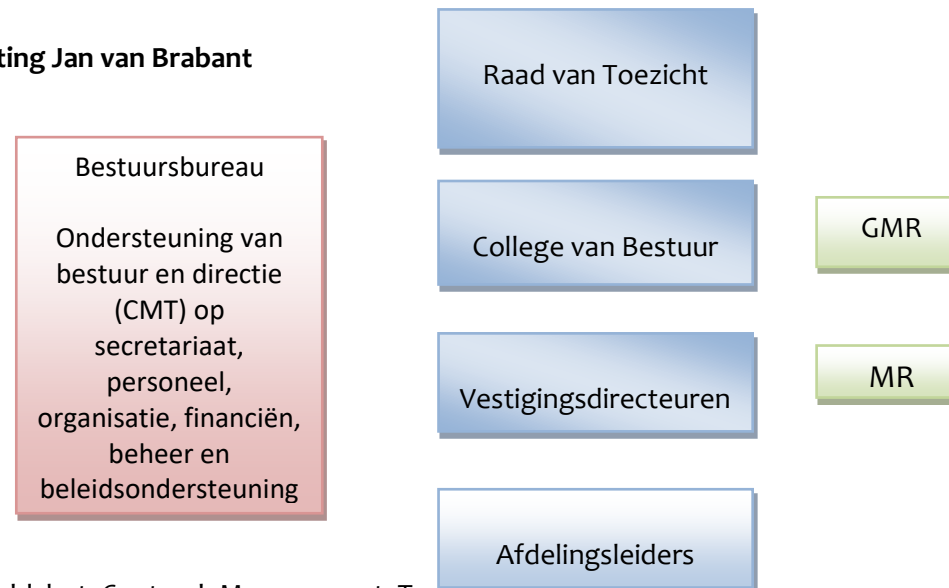 ting Jan van Brabant
Raad van Toezicht
Bestuursbureau
Ondersteuning van
bestuur en directie
(CMT) op
secretariaat,
personeel,
organisatie, financiën,
beheer en
beleidsondersteuning
College van Bestuur
GMR
Vestigingsdirecteuren
MR
Afdelingsleiders